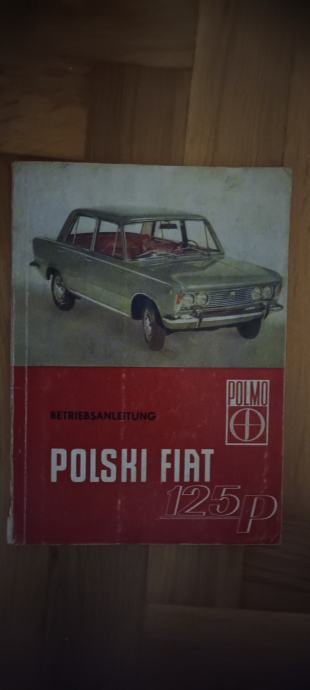 POLMO
BETRIEBSANLEITUNG
POLSKI FIAT
125p